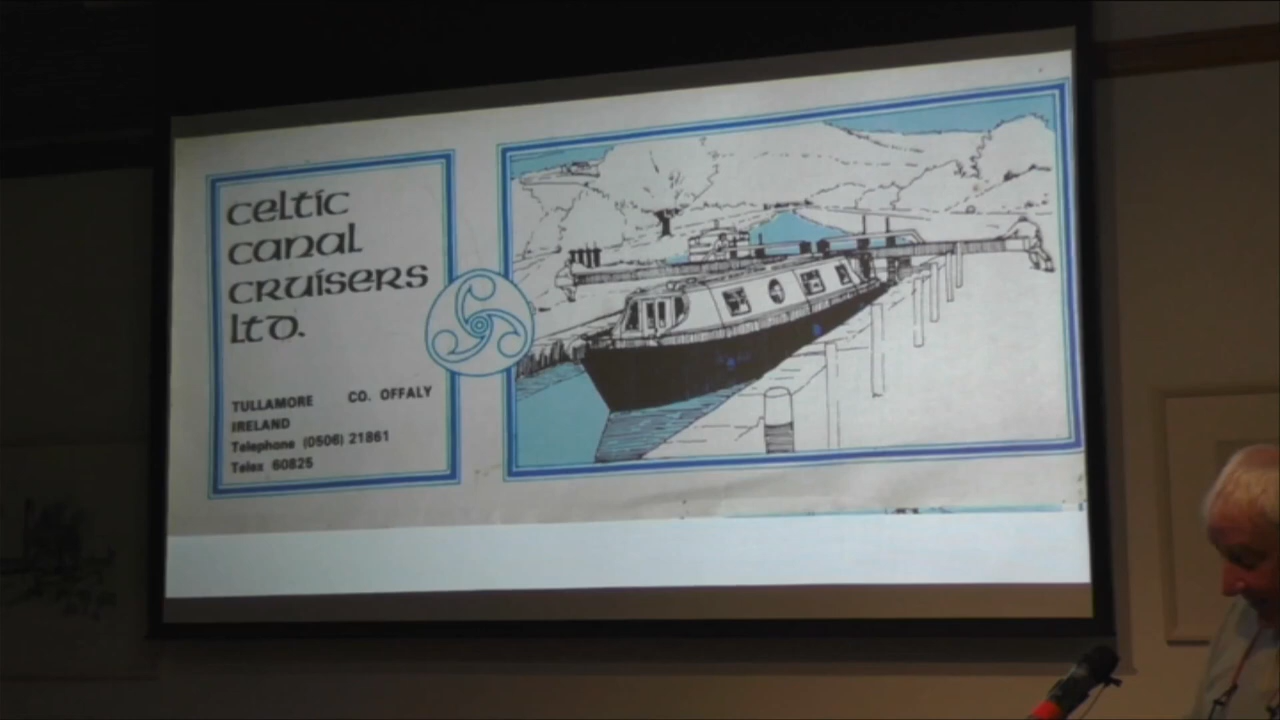 celtic
canal
cruisers
ltd.
TULLAMORE CO. OFFALY
IRELAND
Telephone (0506) 21861
Telex 60825